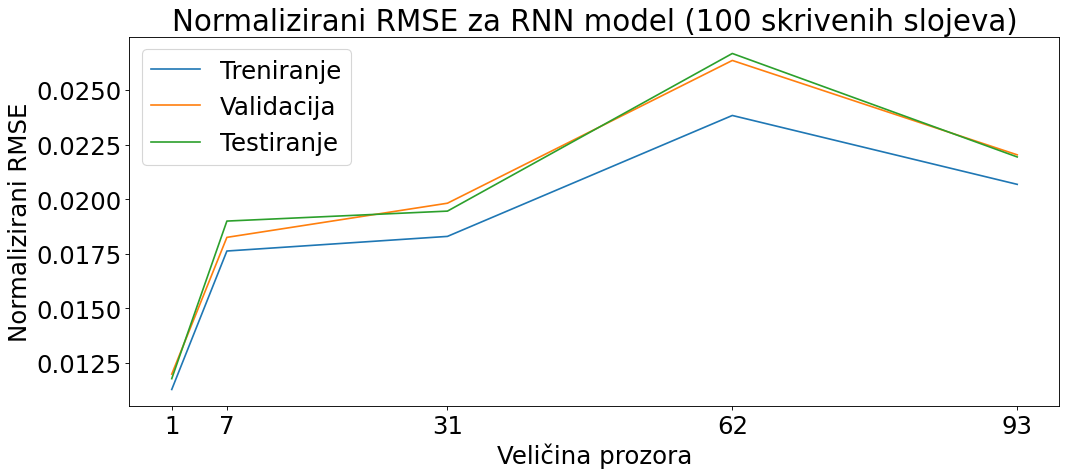 Normalizirani RMSE za RNN model (100 skrivenih slojeva)
Treniranje
Validacija
Testiranje
Normalizirani RMSE
0.0250
0.0225
0.0200
0.0175
0.0150
0.0125
1 7 31 62 93
Veličina prozora